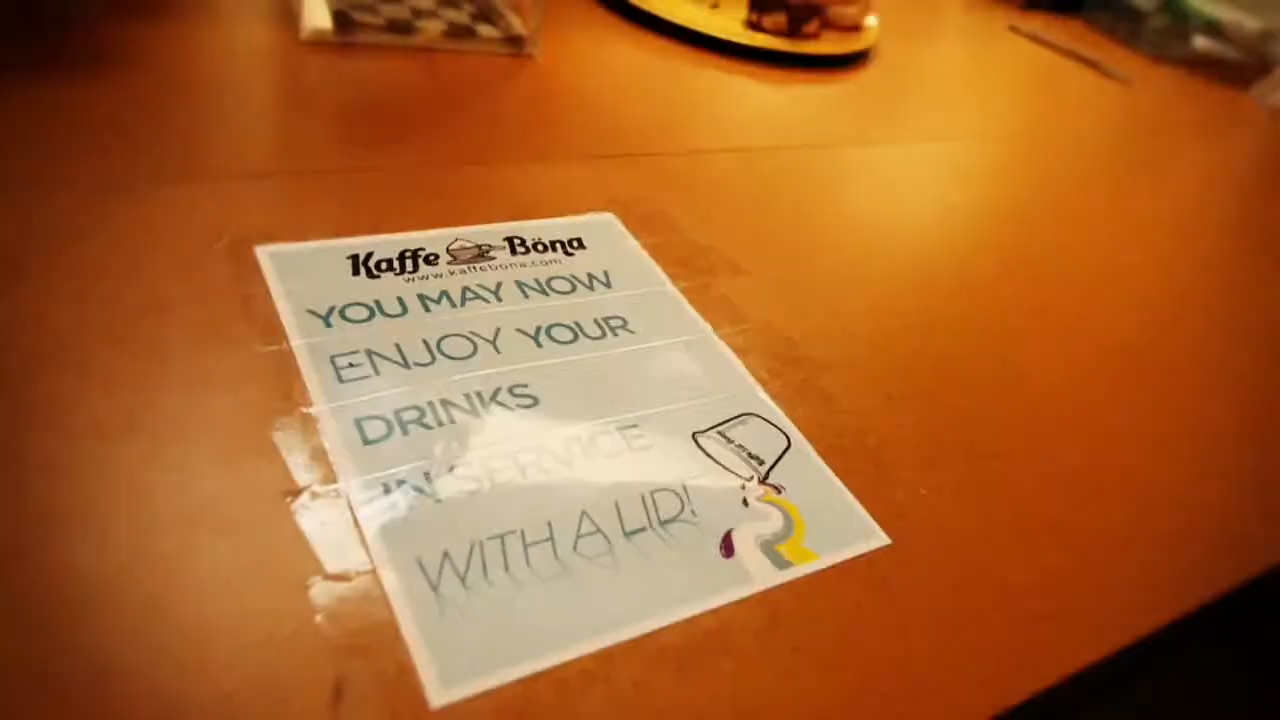 Kaffe Böna
www.kaffebona.com
YOU MAY NOW
ENJOY YOUR
DRINKS
IN SERVICE
WITH A LID!